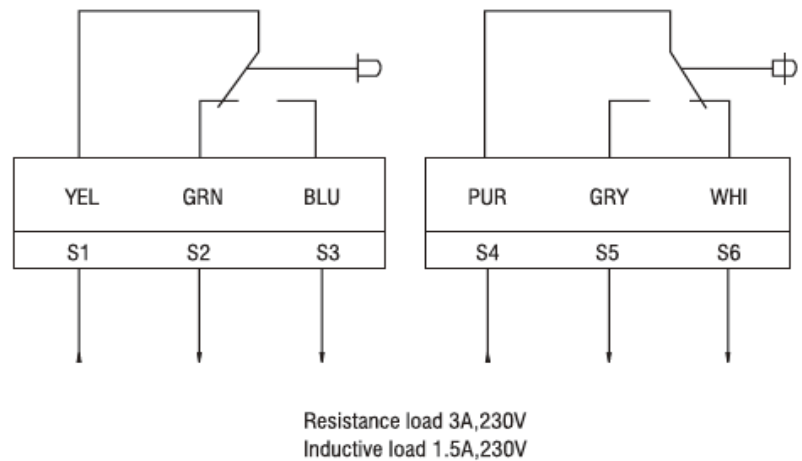 YEL GRN BLU PUR GRY WHI
S1 S2 S3 S4 S5 S6
Resistance load 3A,230V
Inductive load 1.5A,230V